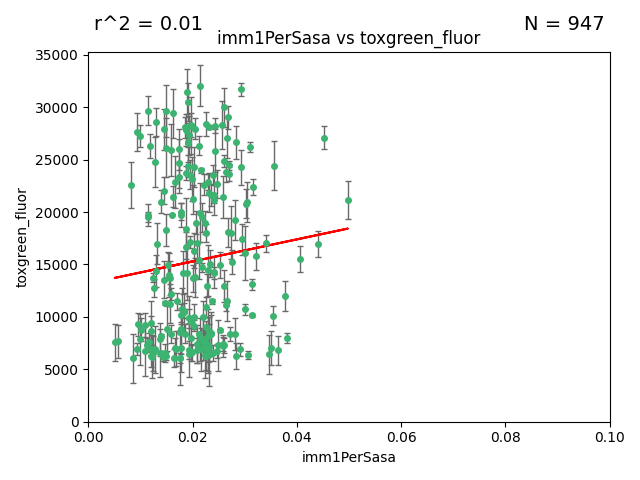 r^2 = 0.01
N = 947
imm1PerSasa vs toxgreen_fluor
35000
30000
25000
20000
15000
10000
5000
0
toxgreen_fluor
0.00
0.02
0.04
0.06
0.08
0.10
imm1PerSasa